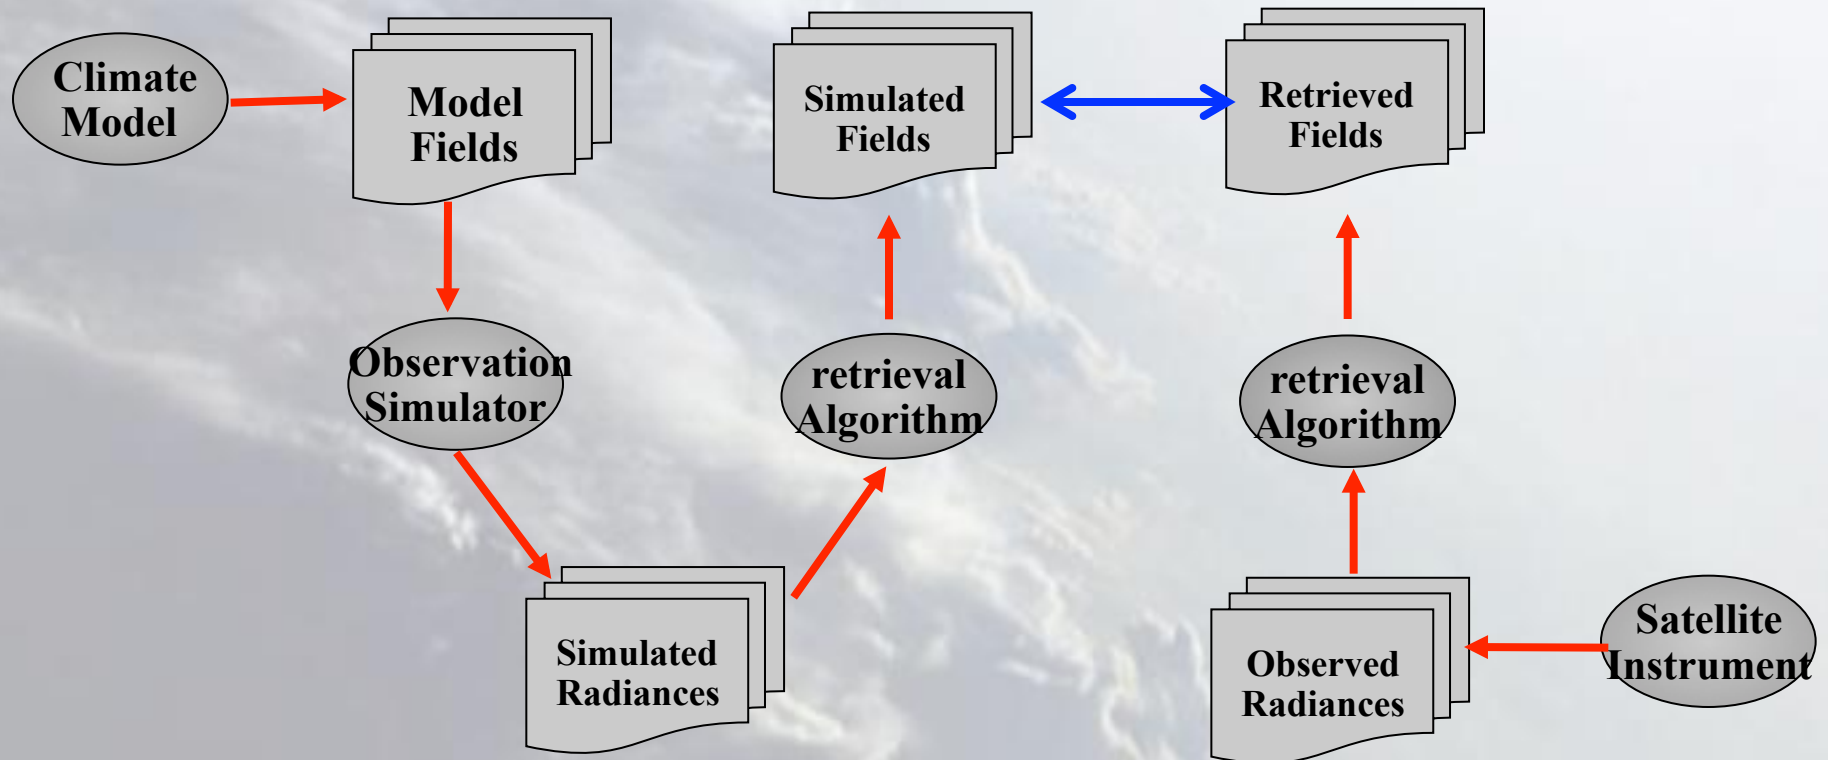 Climate
Model
Model
Fields
Simulated
Fields
Retrieved
Fields
Observation
Simulator
retrieval
Algorithm
retrieval
Algorithm
Simulated
Radiances
Observed
Radiances
Satellite
Instrument